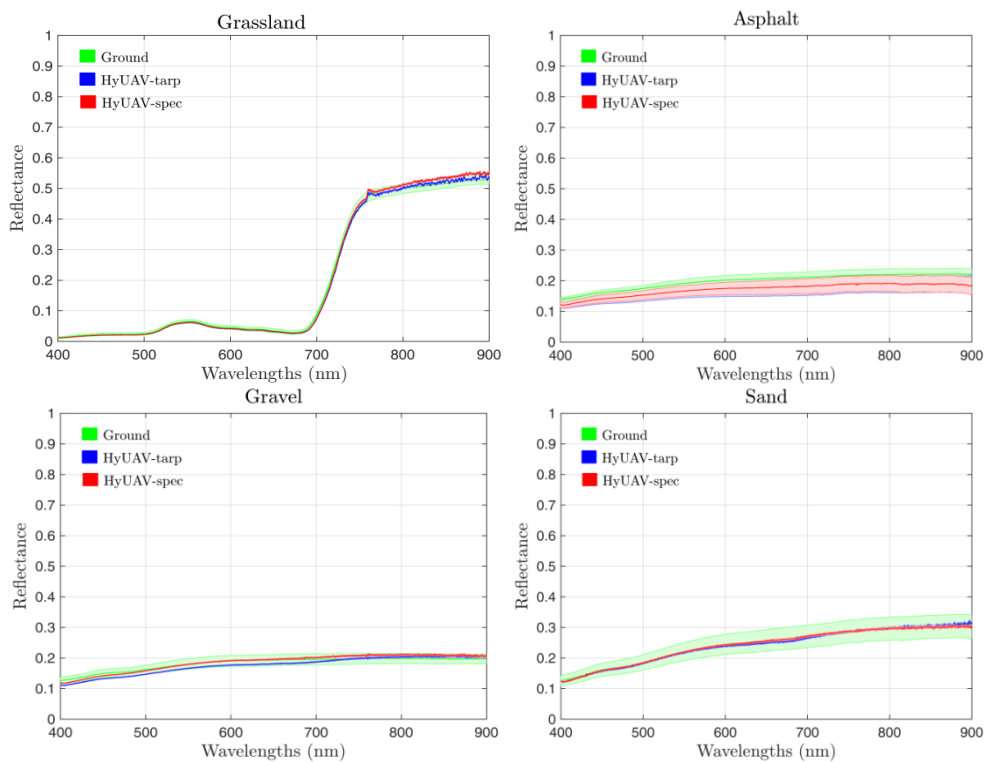 Grassland
1
0.9
0.8
0.7
0.6
0.5
0.4
0.3
0.2
0.1
0
Reflectance
Ground
HyUAV-tarp
HyUAV-spec
400 500 600 700 800 900
Wavelengths (nm)
Asphalt
1
0.9
0.8
0.7
0.6
0.5
0.4
0.3
0.2
0.1
0
Reflectance
Ground
HyUAV-tarp
HyUAV-spec
400 500 600 700 800 900
Wavelengths (nm)
Gravel
1
0.9
0.8
0.7
0.6
0.5
0.4
0.3
0.2
0.1
0
Reflectance
Ground
HyUAV-tarp
HyUAV-spec
400 500 600 700 800 900
Wavelengths (nm)
Sand
1
0.9
0.8
0.7
0.6
0.5
0.4
0.3
0.2
0.1
0
Reflectance
Ground
HyUAV-tarp
HyUAV-spec
400 500 600 700 800 900
Wavelengths (nm)